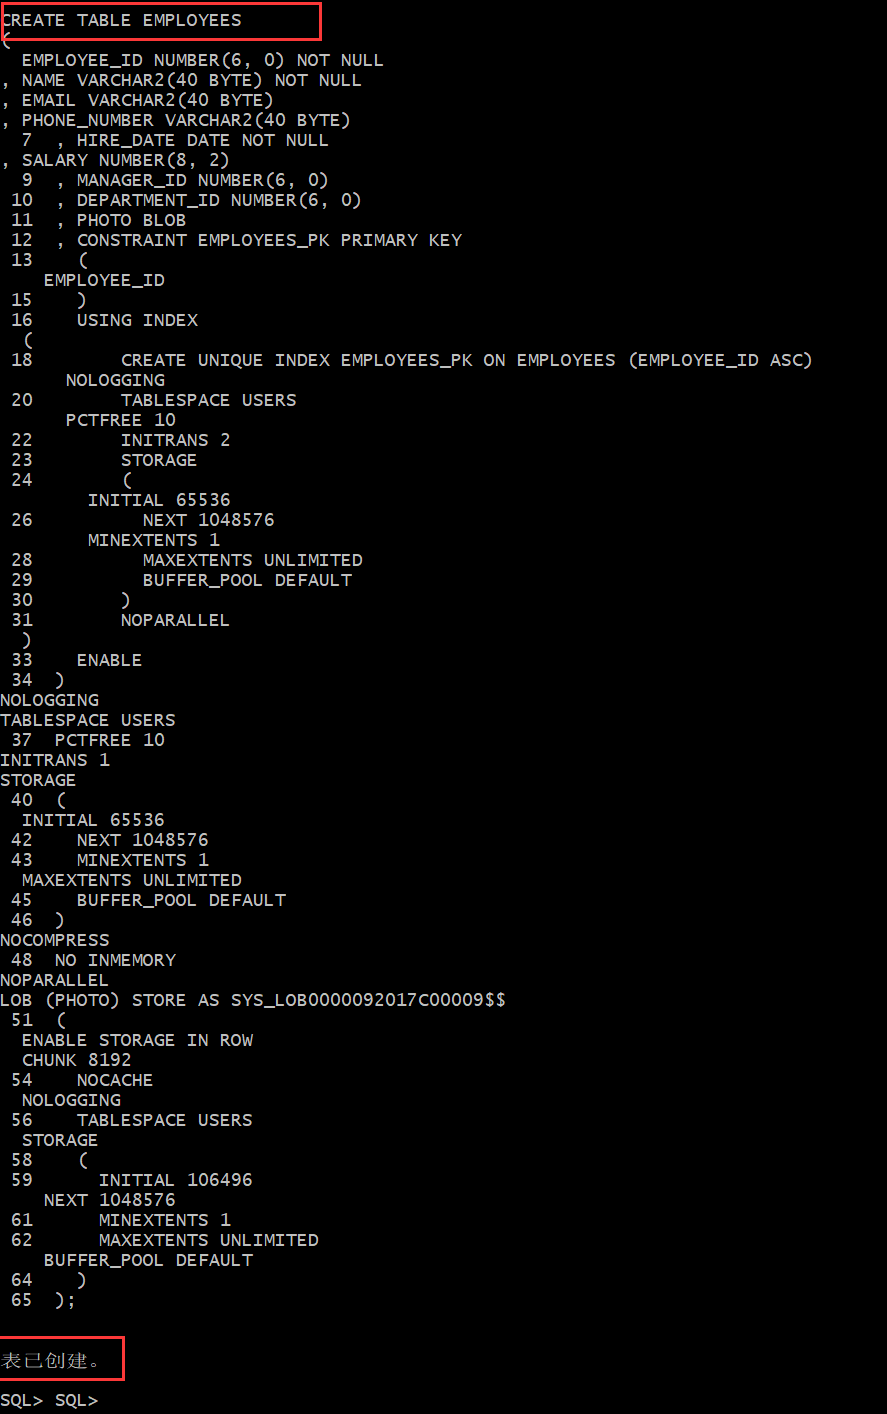 CREATE TABLE EMPLOYEES
(
  EMPLOYEE_ID NUMBER(6, 0) NOT NULL
, NAME VARCHAR2(40 BYTE) NOT NULL
, EMAIL VARCHAR2(40 BYTE)
, PHONE_NUMBER VARCHAR2(40 BYTE)
  7  , HIRE_DATE DATE NOT NULL
, SALARY NUMBER(8, 2)
  9  , MANAGER_ID NUMBER(6, 0)
 10  , DEPARTMENT_ID NUMBER(6, 0)
 11  , PHOTO BLOB
 12  , CONSTRAINT EMPLOYEES_PK PRIMARY KEY
 13    (
    EMPLOYEE_ID
 15    )
 16    USING INDEX
  (
 18        CREATE UNIQUE INDEX EMPLOYEES_PK ON EMPLOYEES (EMPLOYEE_ID ASC)
      NOLOGGING
 20        TABLESPACE USERS
      PCTFREE 10
 22        INITRANS 2
 23        STORAGE
 24        (
        INITIAL 65536
 26          NEXT 1048576
        MINEXTENTS 1
 28          MAXEXTENTS UNLIMITED
 29          BUFFER_POOL DEFAULT
 30        )
 31        NOPARALLEL
  )
 33    ENABLE
 34  )
NOLOGGING
TABLESPACE USERS
 37  PCTFREE 10
INITRANS 1
STORAGE
 40  (
  INITIAL 65536
 42    NEXT 1048576
 43    MINEXTENTS 1
  MAXEXTENTS UNLIMITED
 45    BUFFER_POOL DEFAULT
 46  )
NOCOMPRESS
 48  NO INMEMORY
NOPARALLEL
LOB (PHOTO) STORE AS SYS_LOB0000092017C00009$$
 51  (
  ENABLE STORAGE IN ROW
  CHUNK 8192
 54    NOCACHE
  NOLOGGING
 56    TABLESPACE USERS
  STORAGE
 58    (
 59      INITIAL 106496
    NEXT 1048576
 61      MINEXTENTS 1
 62      MAXEXTENTS UNLIMITED
    BUFFER_POOL DEFAULT
 64    )
 65  );
表已创建。
SQL> SQL>